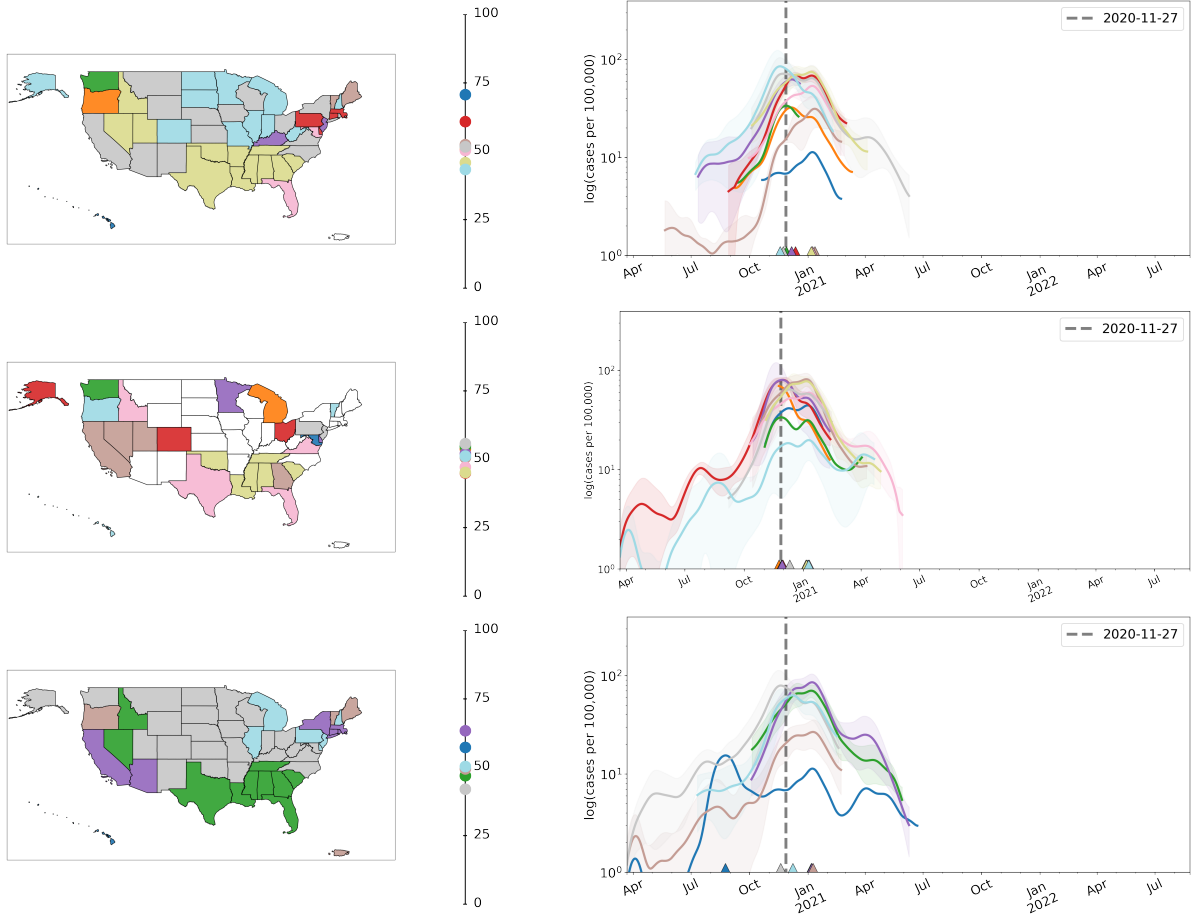 100
75
50
25
0
log(cases per 100,000)
10²
10¹
10⁰
2020-11-27
Apr
Jul
Oct
Jan
2021
Apr
Jul
Oct
Jan
2022
Apr
Jul
100
75
50
25
0
log(cases per 100,000)
10²
10¹
10⁰
2020-11-27
Apr
Jul
Oct
Jan
2021
Apr
Jul
Oct
Jan
2022
Apr
Jul
100
75
50
25
0
log(cases per 100,000)
10²
10¹
10⁰
2020-11-27
Apr
Jul
Oct
Jan
2021
Apr
Jul
Oct
Jan
2022
Apr
Jul